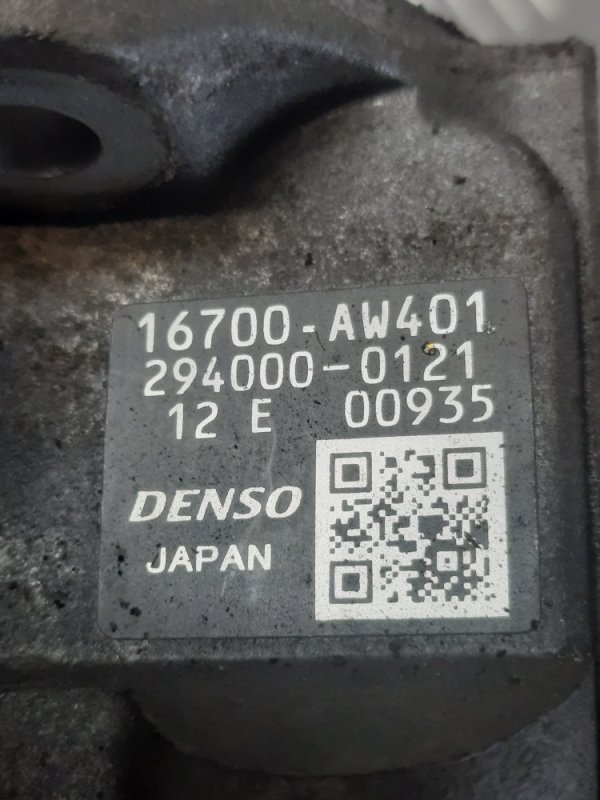 16700-AW401
294000-0121
12 E 00935
DENSO
JAPAN